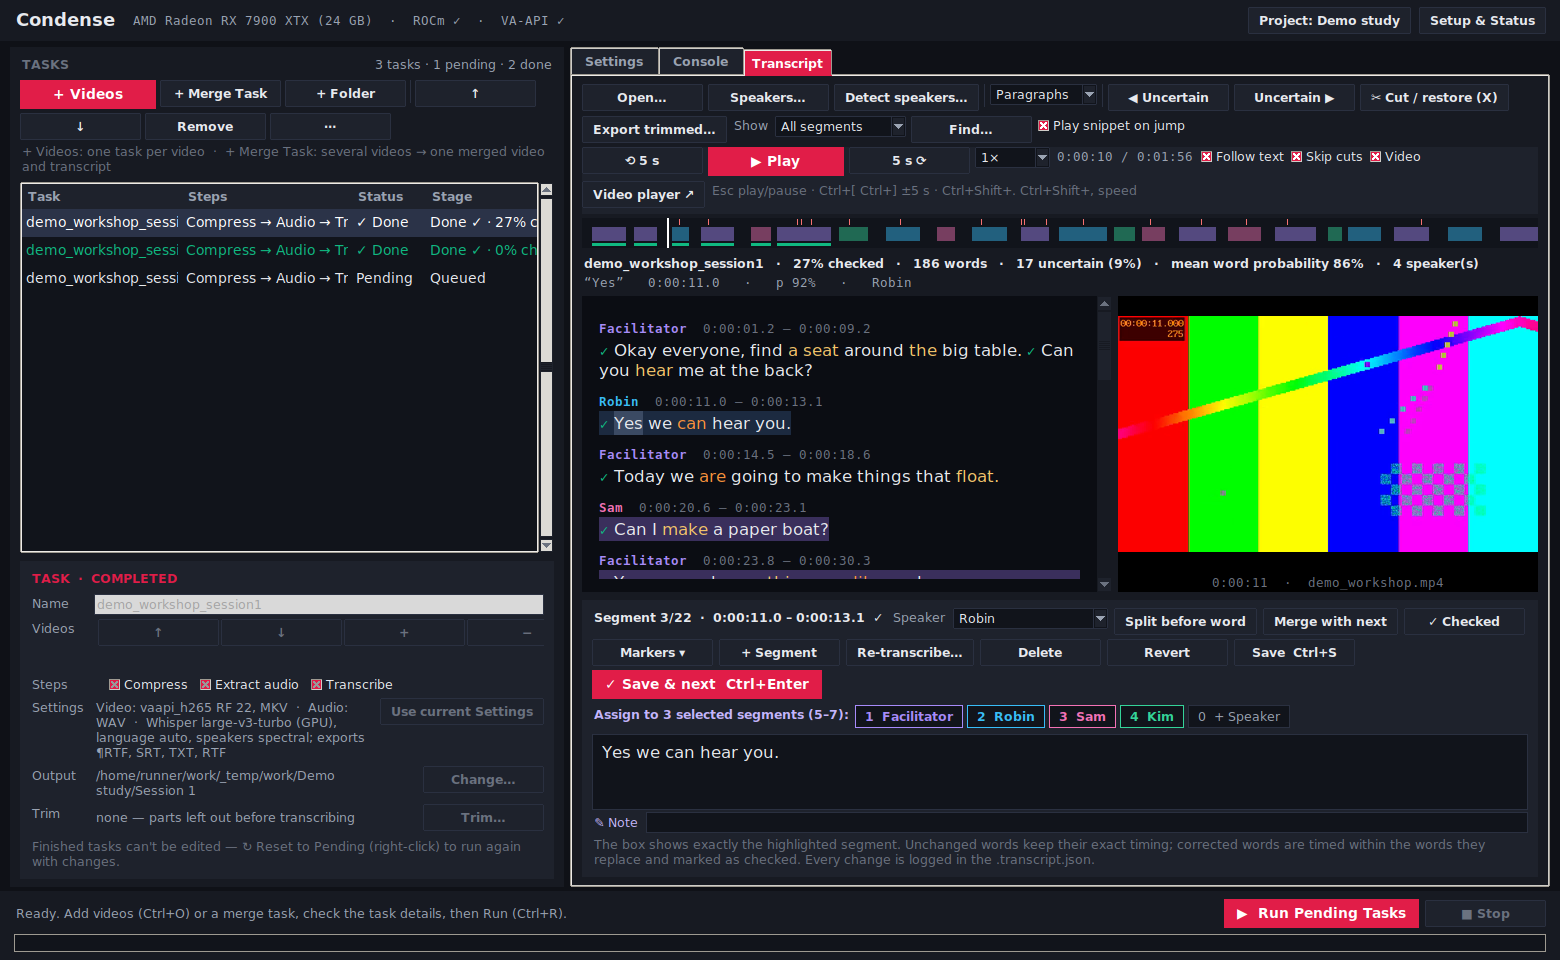 Condense AMD Radeon RX 7900 XTX (24 GB) · ROCm ✓ · VA-API ✓ Project: Demo study Setup & Status
TASKS 3 tasks · 1 pending · 2 done
+ Videos + Merge Task + Folder ↑
↓ Remove ···
+ Videos: one task per video · + Merge Task: several videos → one merged video
and transcript
Task Steps Status Stage
demo_workshop_sessi Compress → Audio → Tr ✓ Done Done ✓ · 27% c
demo_workshop_sessi Compress → Audio → Tr ✓ Done Done ✓ · 0% ch
demo_workshop_sessi Compress → Audio → Tr Pending Queued
TASK · COMPLETED
Name demo_workshop_session1
Videos ↑ ↓ + −
Steps Compress Extract audio Transcribe
Settings Video: vaapi_h265 RF 22, MKV · Audio:
WAV · Whisper large-v3-turbo (GPU),
language auto, speakers spectral; exports
¶RTF, SRT, TXT, RTF
Use current Settings
Output /home/runner/work/_temp/work/Demo
study/Session 1
Change…
Trim none — parts left out before transcribing Trim…
Finished tasks can't be edited — ↻ Reset to Pending (right-click) to run again
with changes.
Settings Console Transcript
Open… Speakers… Detect speakers… Paragraphs ◀ Uncertain Uncertain ▶ ✂ Cut / restore (X)
Export trimmed… Show All segments Find… Play snippet on jump
⟲ 5 s ▶ Play 5 s ⟳ 1× 0:00:10 / 0:01:56 Follow text Skip cuts Video
Video player ↗ Esc play/pause · Ctrl+[ Ctrl+] ±5 s · Ctrl+Shift+. Ctrl+Shift+, speed
demo_workshop_session1 · 27% checked · 186 words · 17 uncertain (9%) · mean word probability 86% · 4 speaker(s)
“Yes” 0:00:11.0 · p 92% · Robin
Facilitator 0:00:01.2 — 0:00:09.2
✓ Okay everyone, find a seat around the big table. ✓ Can
you hear me at the back?
Robin 0:00:11.0 — 0:00:13.1
✓ Yes we can hear you.
Facilitator 0:00:14.5 — 0:00:18.6
✓ Today we are going to make things that float.
Sam 0:00:20.6 — 0:00:23.1
✓ Can I make a paper boat?
Facilitator 0:00:23.8 — 0:00:30.3
00:00:11.000
275
0:00:11 · demo_workshop.mp4
Segment 3/22 · 0:00:11.0 – 0:00:13.1 ✓ Speaker Robin Split before word Merge with next ✓ Checked
Markers ▾ + Segment Re-transcribe… Delete Revert Save Ctrl+S
✓ Save & next Ctrl+Enter
Assign to 3 selected segments (5–7): 1 Facilitator 2 Robin 3 Sam 4 Kim 0 + Speaker
Yes we can hear you.
✎ Note
The box shows exactly the highlighted segment. Unchanged words keep their exact timing; corrected words are timed within the words they
replace and marked as checked. Every change is logged in the .transcript.json.
Ready. Add videos (Ctrl+O) or a merge task, check the task details, then Run (Ctrl+R). ▶ Run Pending Tasks ■ Stop